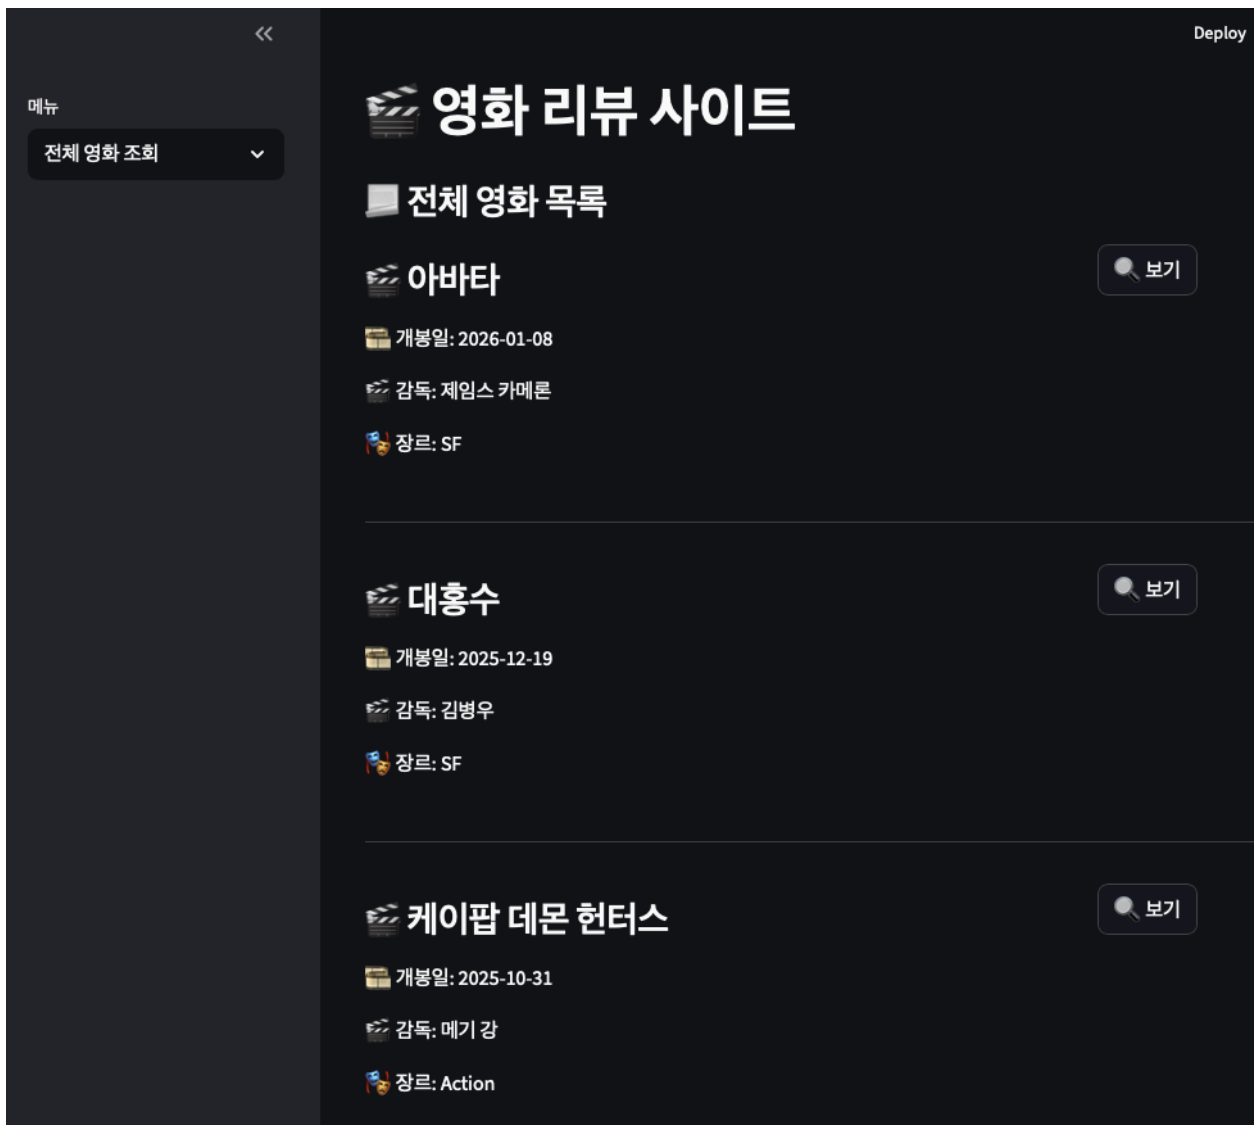 Deploy
메뉴
전체 영화 조회
영화 리뷰 사이트
전체 영화 목록
아바타
보기
개봉일: 2026-01-08
감독: 제임스 카메론
장르: SF
대홍수
보기
개봉일: 2025-12-19
감독: 김병우
장르: SF
케이팝 데몬 헌터스
보기
개봉일: 2025-10-31
감독: 메기 강
장르: Action